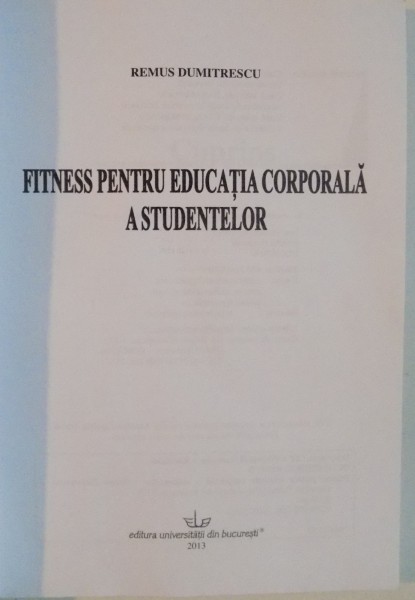 REMUS DUMITRESCU
FITNESS PENTRU EDUCAȚIA CORPORALĂ
A STUDENTELOR
editura universității din bucurești®
2013